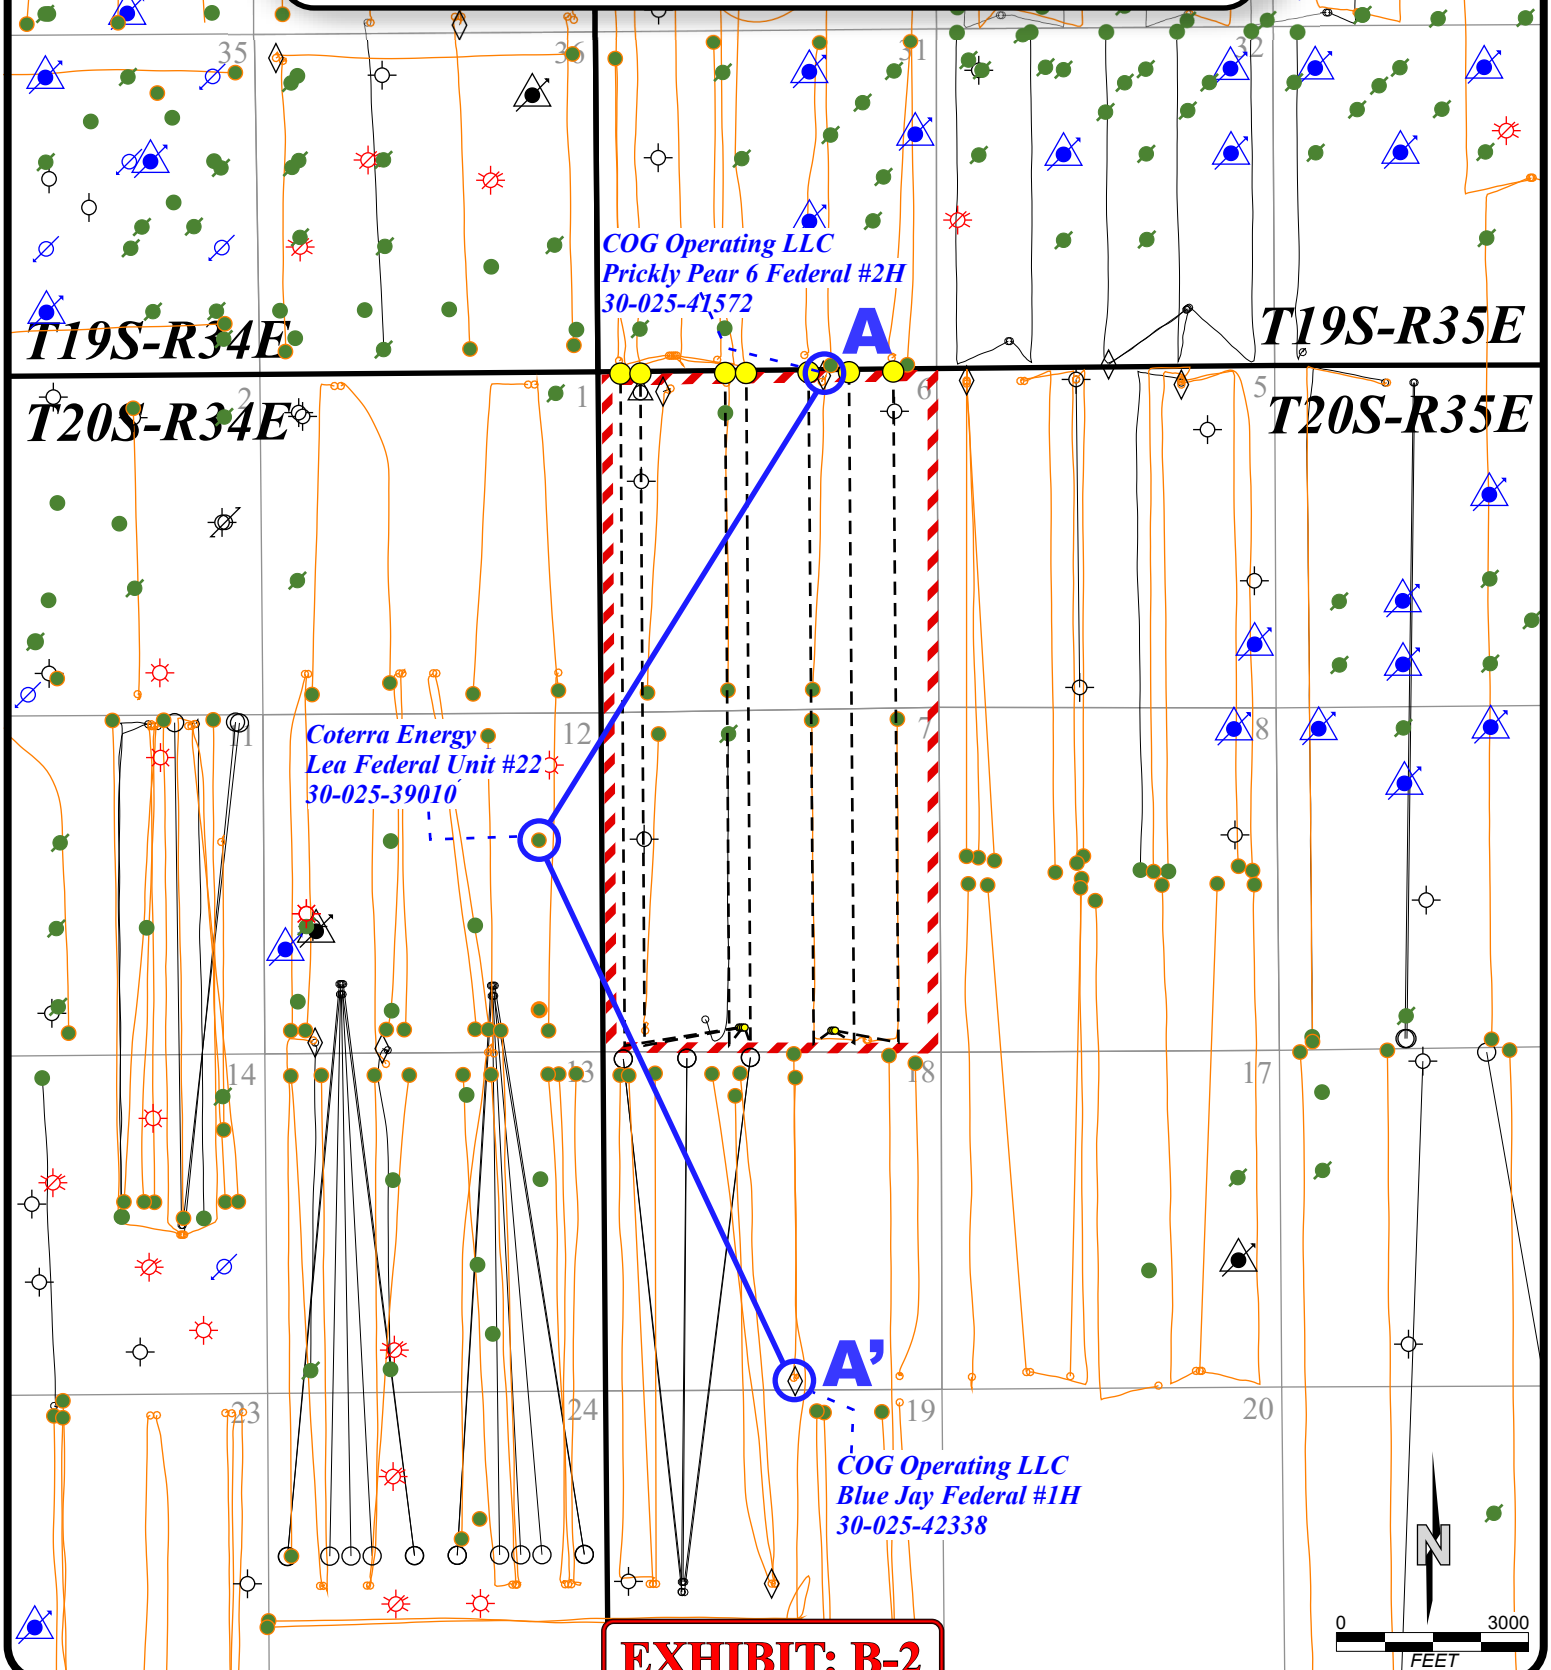 35
36
31
32
COG Operating LLC
Prickly Pear 6 Federal #2H
30-025-41572
A
T19S-R34E
T19S-R35E
2
1
6
5
T20S-R34E
T20S-R35E
11
12
7
8
Coterra Energy
Lea Federal Unit #22
30-025-39010
14
13
18
17
A’
23
24
19
20
COG Operating LLC
Blue Jay Federal #1H
30-025-42338
N
0 3000
FEET
EXHIBIT: B-2